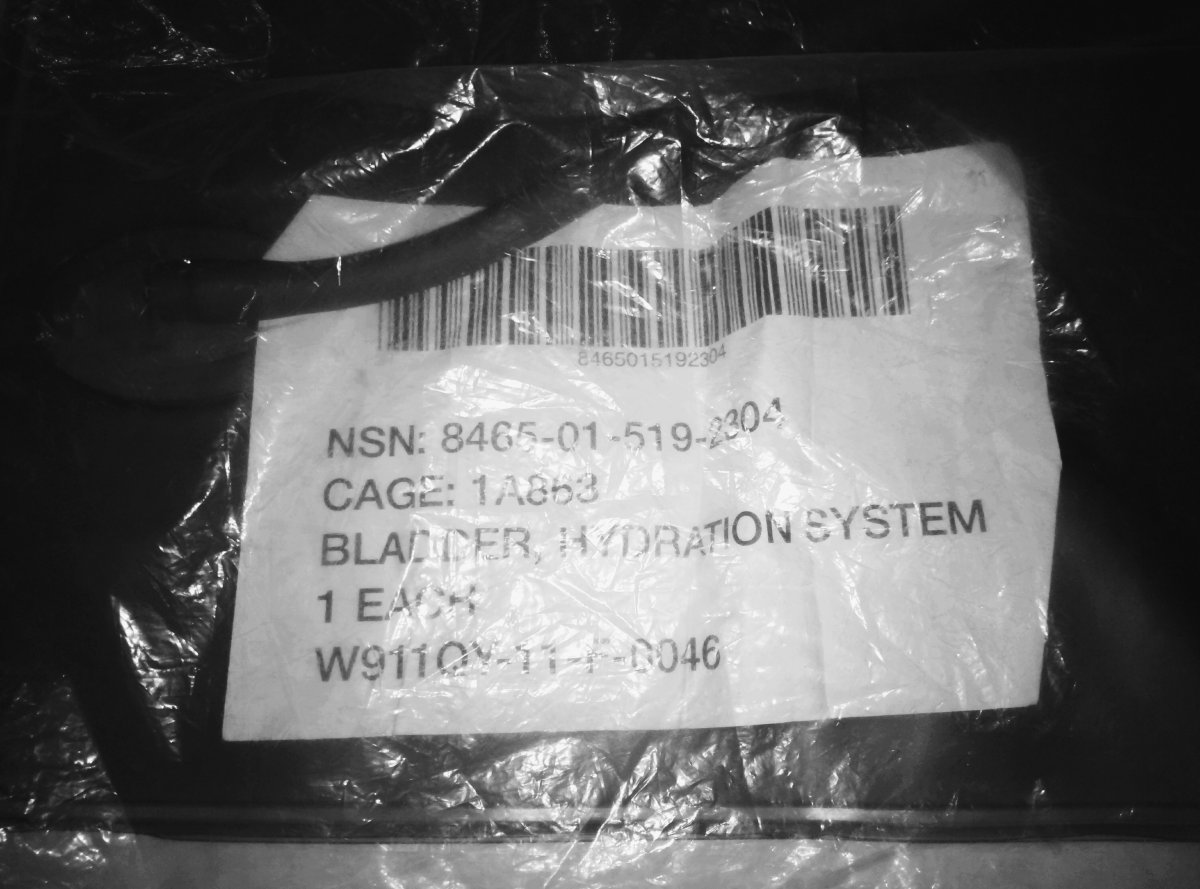 8465015192304
NSN: 8465-01-519-2304
CAGE: 1A863
BLADDER, HYDRATION SYSTEM
1 EACH
W911QY-11-F-0046